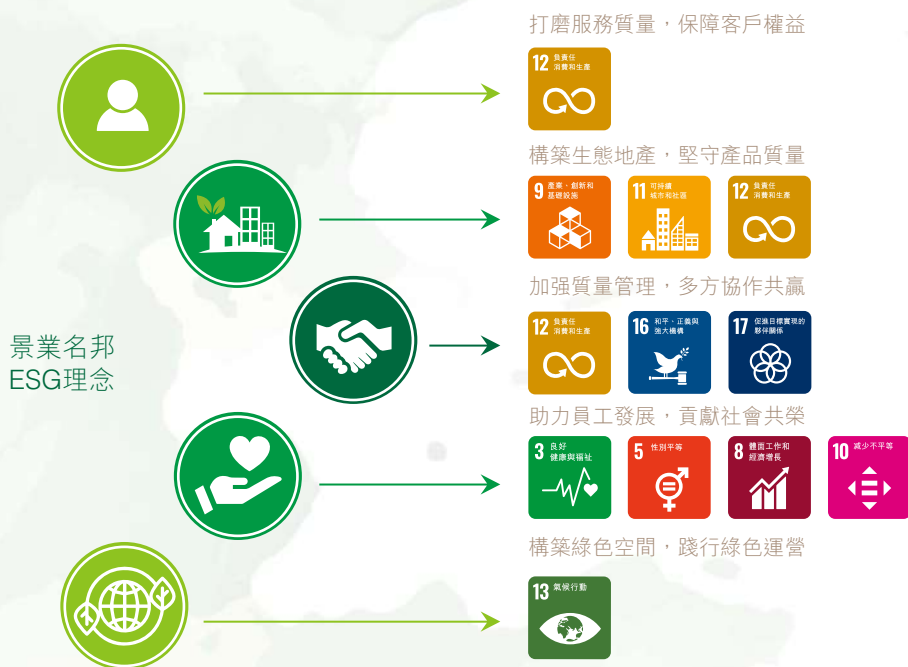 打磨服務質量，保障客戶權益
12 負責任
消費和生產
構築生態地產，堅守產品質量
9 產業、創新和
基礎設施
11 可持續
城市和社區
12 負責任
消費和生產
加强質量管理，多方協作共贏
12 負責任
消費和生產
16 和平、正義與
強大機構
17 促進目標實現的
夥伴關係
景業名邦
ESG理念
助力員工發展，貢獻社會共榮
3 良好
健康與福祉
5 性別平等
8 體面工作和
經濟增長
10 減少不平等
構築綠色空間，踐行綠色運營
13 氣候行動